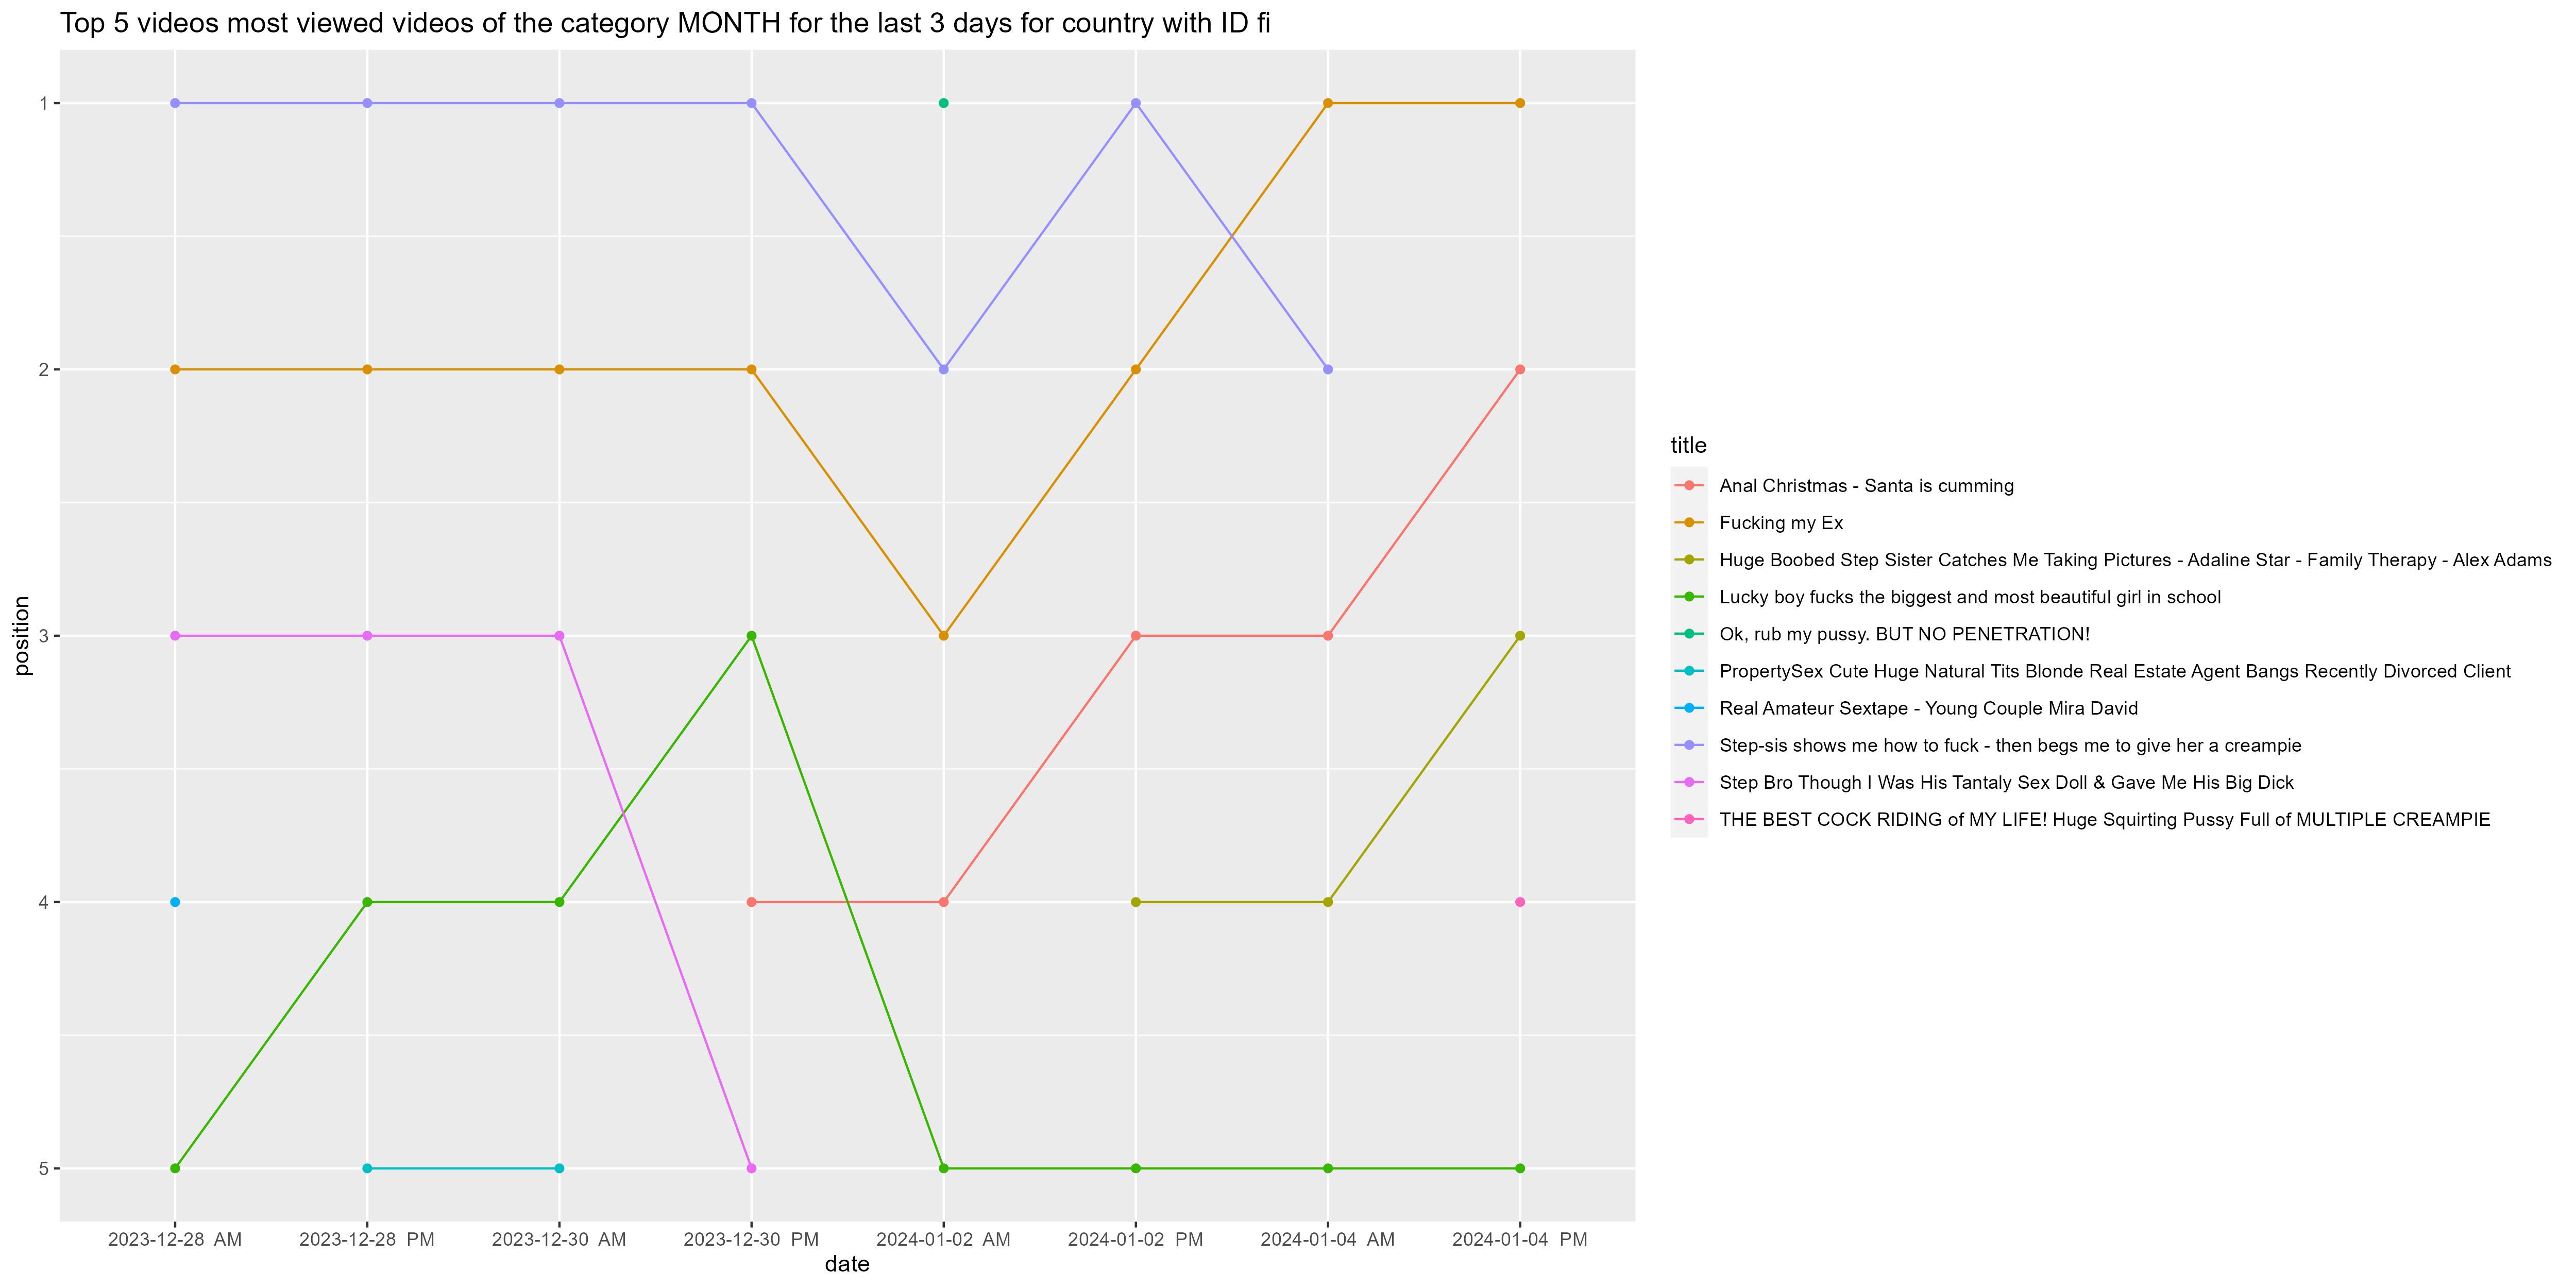 Top 5 videos most viewed videos of the category MONTH for the last 3 days for country with ID fi
1
2
3
4
5
position
2023-12-28 AM
2023-12-28 PM
2023-12-30 AM
2023-12-30 PM
2024-01-02 AM
2024-01-02 PM
2024-01-04 AM
2024-01-04 PM
date
title
Anal Christmas - Santa is cumming
Fucking my Ex
Huge Boobed Step Sister Catches Me Taking Pictures - Adaline Star - Family Therapy - Alex Adams
Lucky boy fucks the biggest and most beautiful girl in school
Ok, rub my pussy. BUT NO PENETRATION!
PropertySex Cute Huge Natural Tits Blonde Real Estate Agent Bangs Recently Divorced Client
Real Amateur Sextape - Young Couple Mira David
Step-sis shows me how to fuck - then begs me to give her a creampie
Step Bro Though I Was His Tantaly Sex Doll & Gave Me His Big Dick
THE BEST COCK RIDING of MY LIFE! Huge Squirting Pussy Full of MULTIPLE CREAMPIE